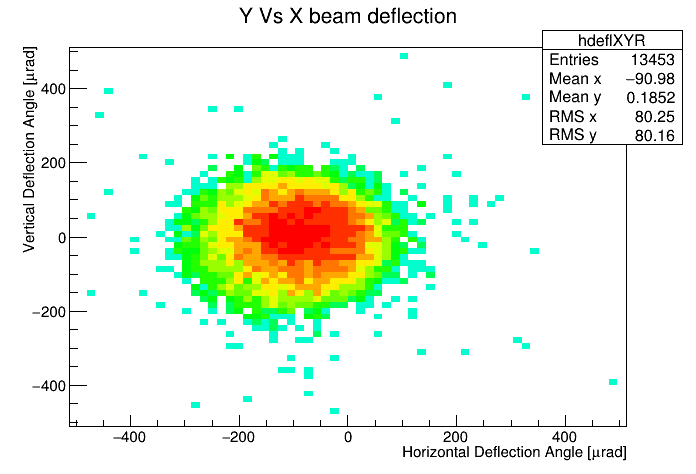 Y Vs X beam deflection
hdeflXYR
Entries 13453
Mean x −90.98
Mean y 0.1852
RMS x 80.25
RMS y 80.16
Vertical Deflection Angle [μrad]
400
200
0
−200
−400
−400 −200 0 200 400 600
Horizontal Deflection Angle [μrad]